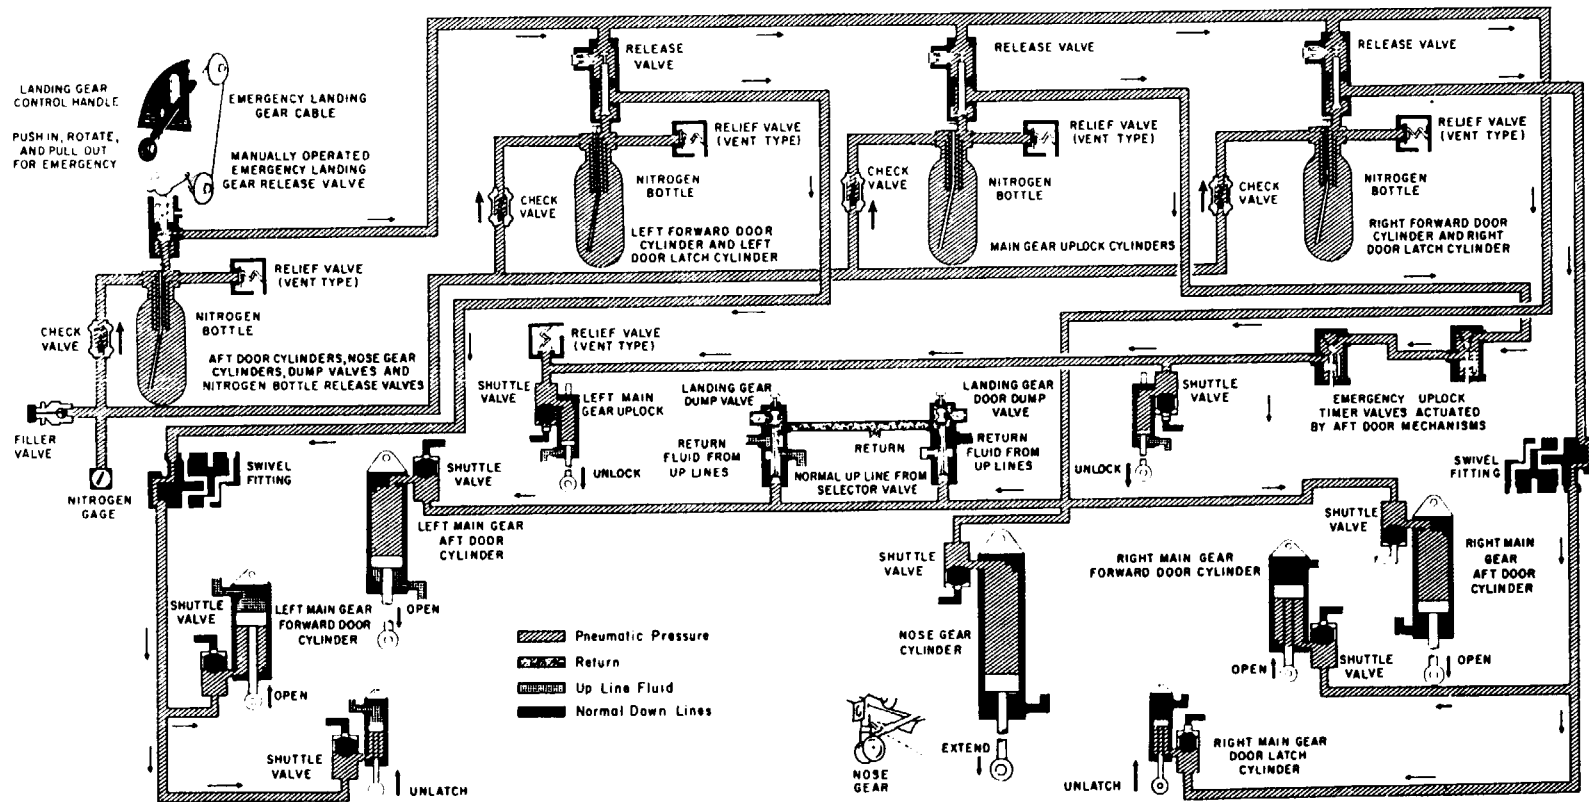 LANDING GEAR
CONTROL HANDLE
PUSH IN, ROTATE,
AND PULL OUT
FOR EMERGENCY
EMERGENCY LANDING
GEAR CABLE
MANUALLY OPERATED
EMERGENCY LANDING
GEAR RELEASE VALVE
RELIEF VALVE
(VENT TYPE)
NITROGEN
BOTTLE
CHECK
VALVE
AFT DOOR CYLINDERS, NOSE GEAR
CYLINDERS, DUMP VALVES AND
NITROGEN BOTTLE RELEASE VALVES
FILLER
VALVE
NITROGEN
GAGE
RELEASE
VALVE
RELIEF VALVE
(VENT TYPE)
CHECK
VALVE
NITROGEN
BOTTLE
LEFT FORWARD DOOR
CYLINDER AND LEFT
DOOR LATCH CYLINDER
RELEASE VALVE
RELIEF VALVE
(VENT TYPE)
CHECK
VALVE
NITROGEN
BOTTLE
MAIN GEAR UPLOCK CYLINDERS
RELEASE VALVE
RELIEF VALVE
(VENT TYPE)
CHECK
VALVE
NITROGEN
BOTTLE
RIGHT FORWARD DOOR
CYLINDER AND RIGHT
DOOR LATCH CYLINDER
RELIEF VALVE
(VENT TYPE)
SHUTTLE
VALVE
LEFT MAIN
GEAR UPLOCK
UNLOCK
LANDING GEAR
DUMP VALVE
RETURN
FLUID FROM
UP LINES
RETURN
LANDING GEAR
DOOR DUMP
VALVE
RETURN
FLUID FROM
UP LINES
NORMAL UP LINE FROM
SELECTOR VALVE
SHUTTLE
VALVE
UNLOCK
EMERGENCY UPLOCK
TIMER VALVES ACTUATED
BY AFT DOOR MECHANISMS
SWIVEL
FITTING
SWIVEL
FITTING
SHUTTLE
VALVE
LEFT MAIN GEAR
AFT DOOR
CYLINDER
OPEN
SHUTTLE
VALVE
LEFT MAIN GEAR
FORWARD DOOR
CYLINDER
OPEN
SHUTTLE
VALVE
UNLATCH
Pneumatic Pressure
Return
Up Line Fluid
Normal Down Lines
SHUTTLE
VALVE
NOSE GEAR
CYLINDER
EXTEND
NOSE
GEAR
RIGHT MAIN GEAR
FORWARD DOOR CYLINDER
OPEN
SHUTTLE
VALVE
SHUTTLE
VALVE
RIGHT MAIN
GEAR
AFT DOOR
CYLINDER
OPEN
RIGHT MAIN GEAR
DOOR LATCH
CYLINDER
UNLATCH